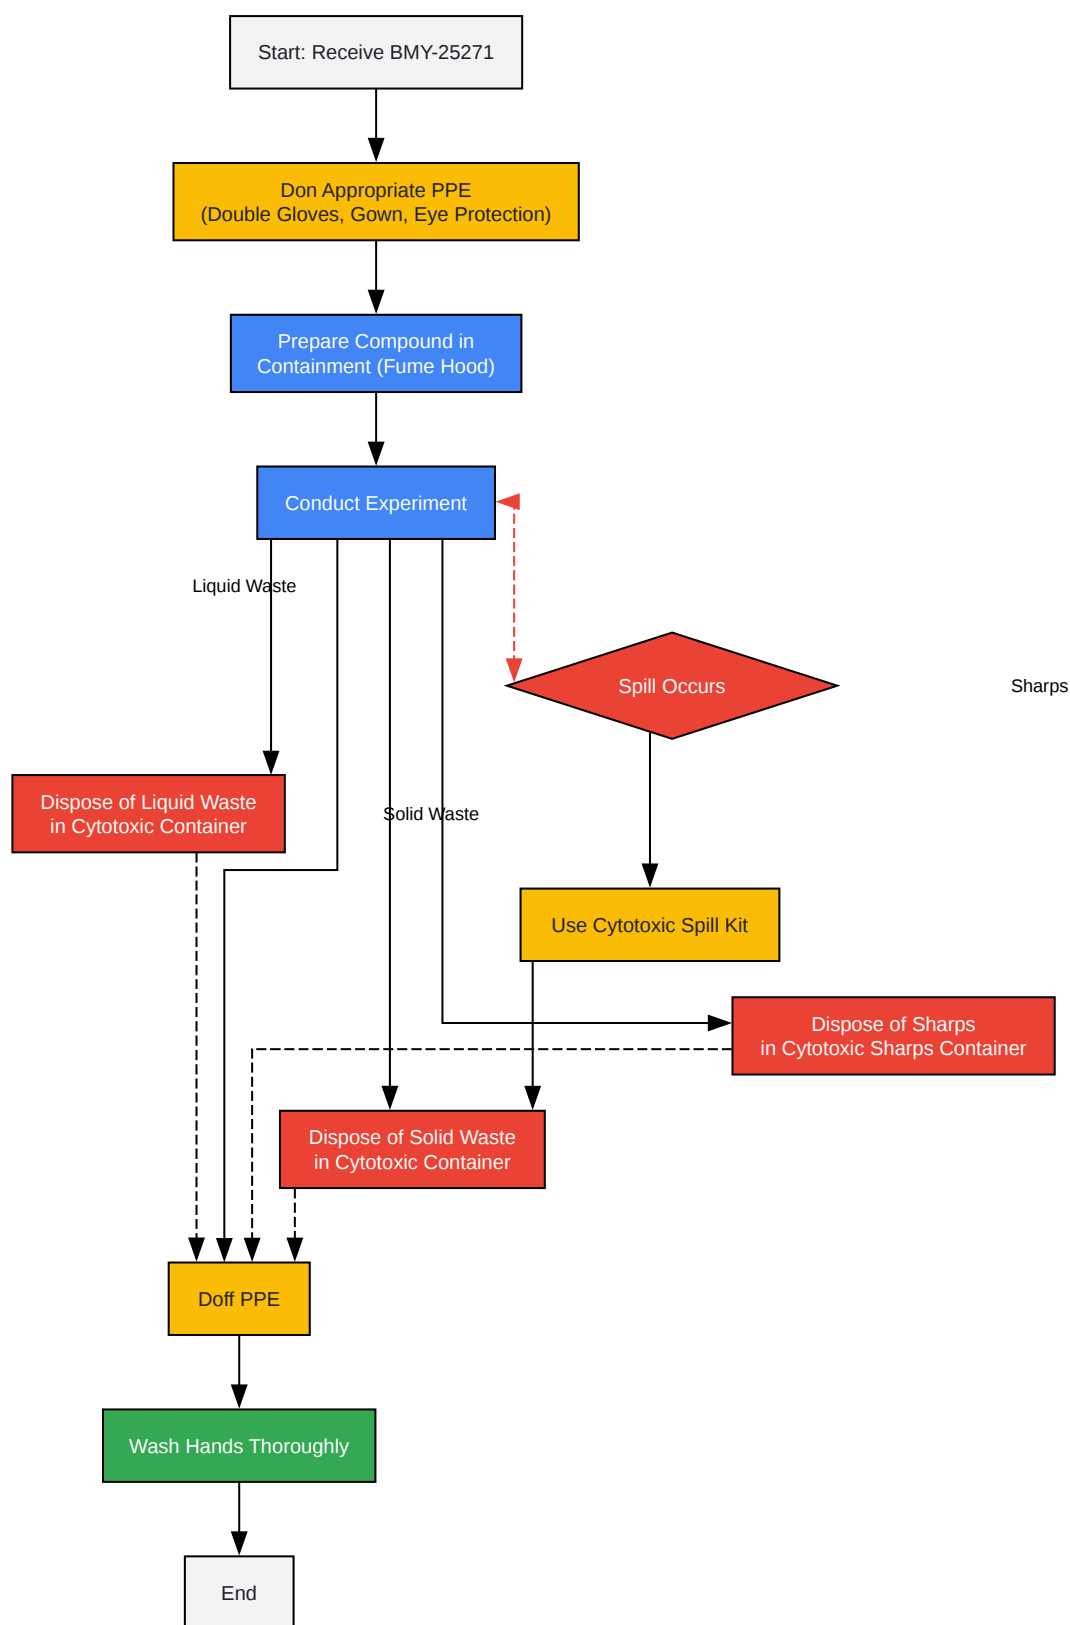 Start: Receive BMY-25271
Don Appropriate PPE
(Double Gloves, Gown, Eye Protection)
Prepare Compound in
Containment (Fume Hood)
Conduct Experiment
Liquid Waste
Spill Occurs
Sharps
Dispose of Liquid Waste
in Cytotoxic Container
Solid Waste
Use Cytotoxic Spill Kit
Dispose of Sharps
in Cytotoxic Sharps Container
Dispose of Solid Waste
in Cytotoxic Container
Doff PPE
Wash Hands Thoroughly
End